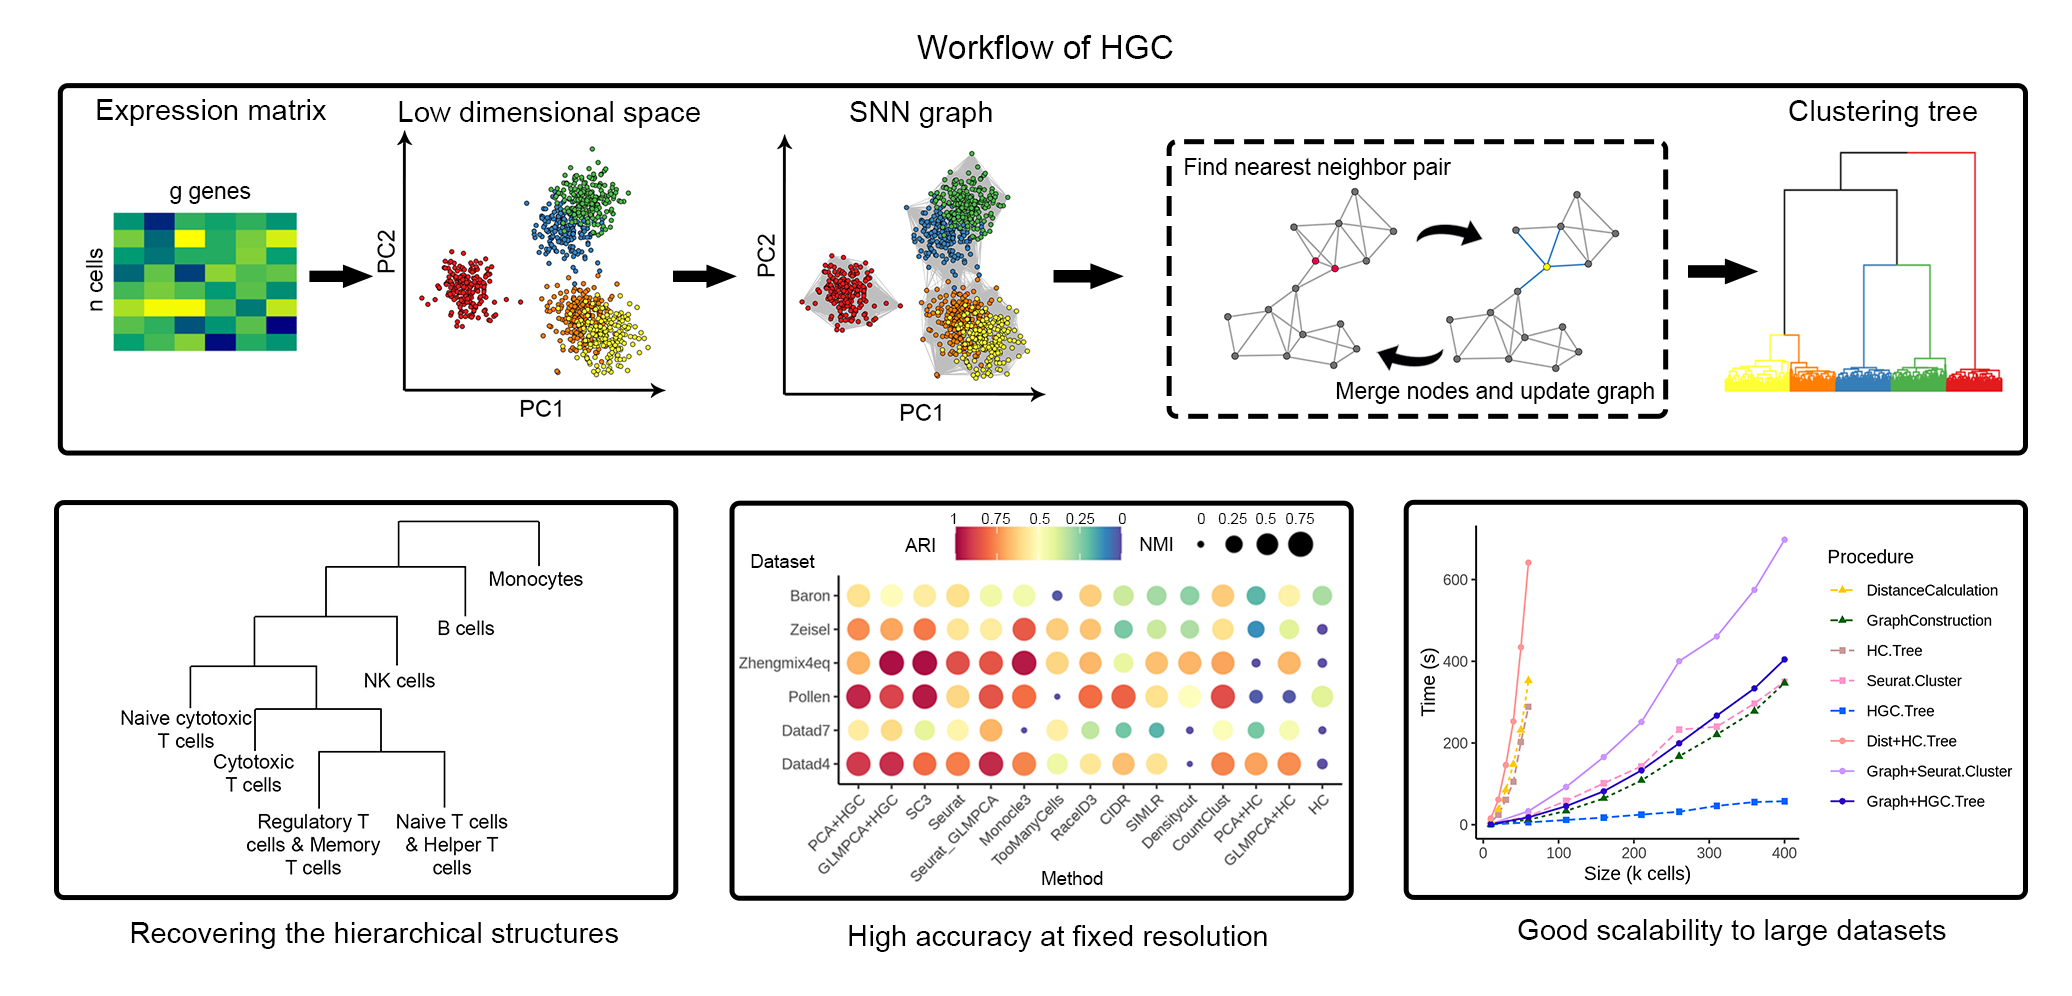 Workflow of HGC
Expression matrix
g genes
n cells
Low dimensional space
PC2
PC1
SNN graph
PC2
PC1
Find nearest neighbor pair
Merge nodes and update graph
Clustering tree
Monocytes
B cells
NK cells
Naive cytotoxic
T cells
Cytotoxic
T cells
Regulatory T
cells & Memory
T cells
Naive T cells
& Helper T
cells
Recovering the hierarchical structures
ARI
1 0.75 0.5 0.25 0
NMI
0 0.25 0.5 0.75
Dataset
Baron
Zeisel
Zhengmix4eq
Pollen
Datad7
Datad4
PCA+HGC
GLMPCA+HGC
SC3
Seurat
Seurat_GLMPCA
Monocle3
TooManyCells
RaceID3
CIDR
SIMLR
Densitycut
CountClust
PCA+HC
GLMPCA+HC
HC
Method
High accuracy at fixed resolution
Time (s)
600
400
200
0
0 100 200 300 400
Size (k cells)
Procedure
DistanceCalculation
GraphConstruction
HC.Tree
Seurat.Cluster
HGC.Tree
Dist+HC.Tree
Graph+Seurat.Cluster
Graph+HGC.Tree
Good scalability to large datasets